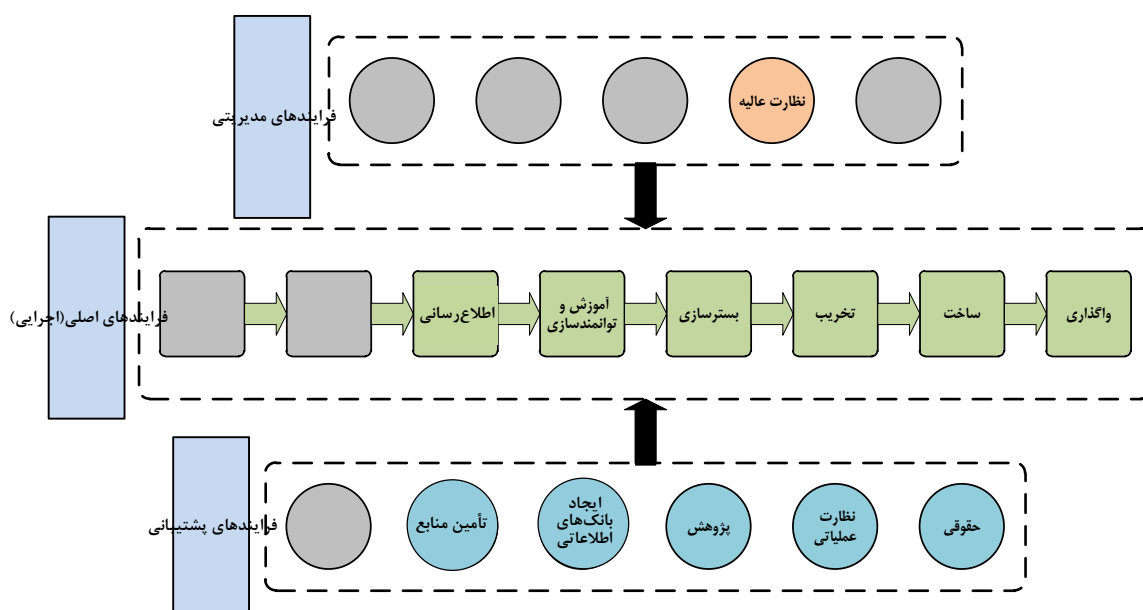 فرایندهای مدیریتی
نظارت عالیه
فرایندهای اصلی(اجرایی)
اطلاع‌رسانی
آموزش و
توانمندسازی
بسترسازی
تخریب
ساخت
واگذاری
فرایندهای پشتیبانی
تأمین منابع
ایجاد
بانک‌های
اطلاعاتی
پژوهش
نظارت
عملیاتی
حقوقی